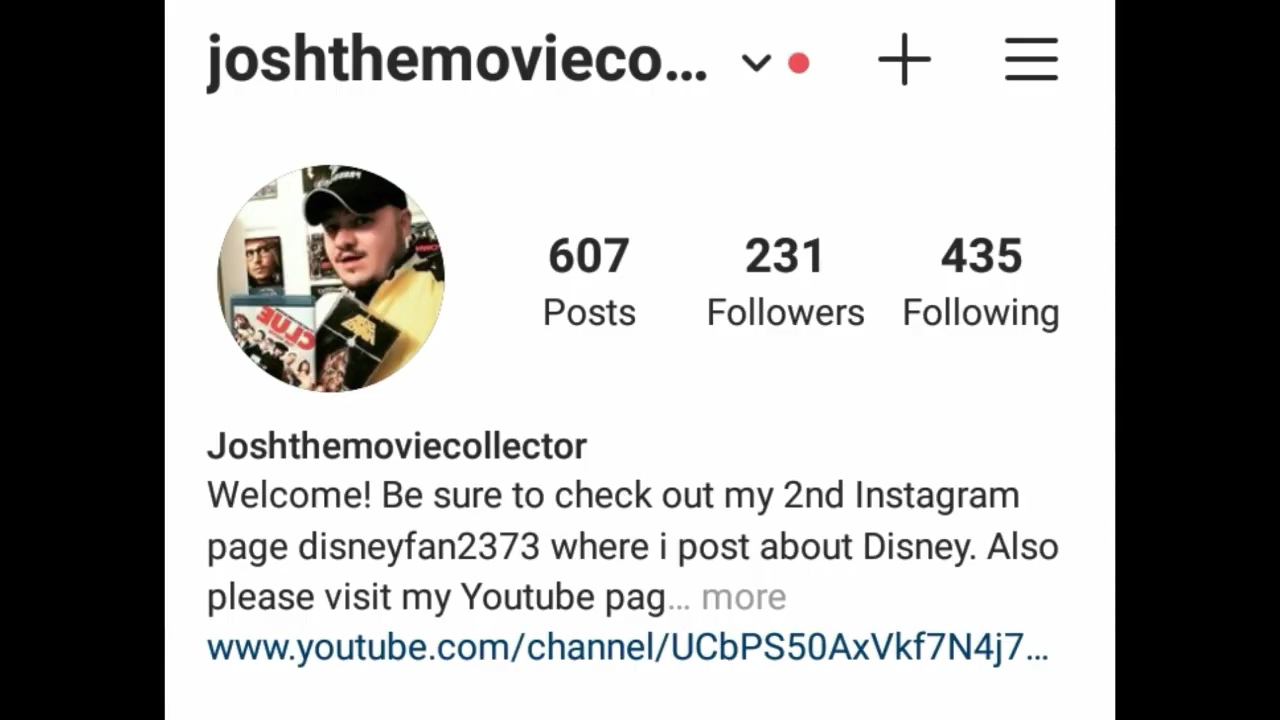 joshthemovieco...
607 231 435
Posts Followers Following
CLUE
Joshthemoviecollector
Welcome! Be sure to check out my 2nd Instagram
page disneyfan2373 where i post about Disney. Also
please visit my Youtube pag... more
www.youtube.com/channel/UCbPS50AxVkf7N4j7...